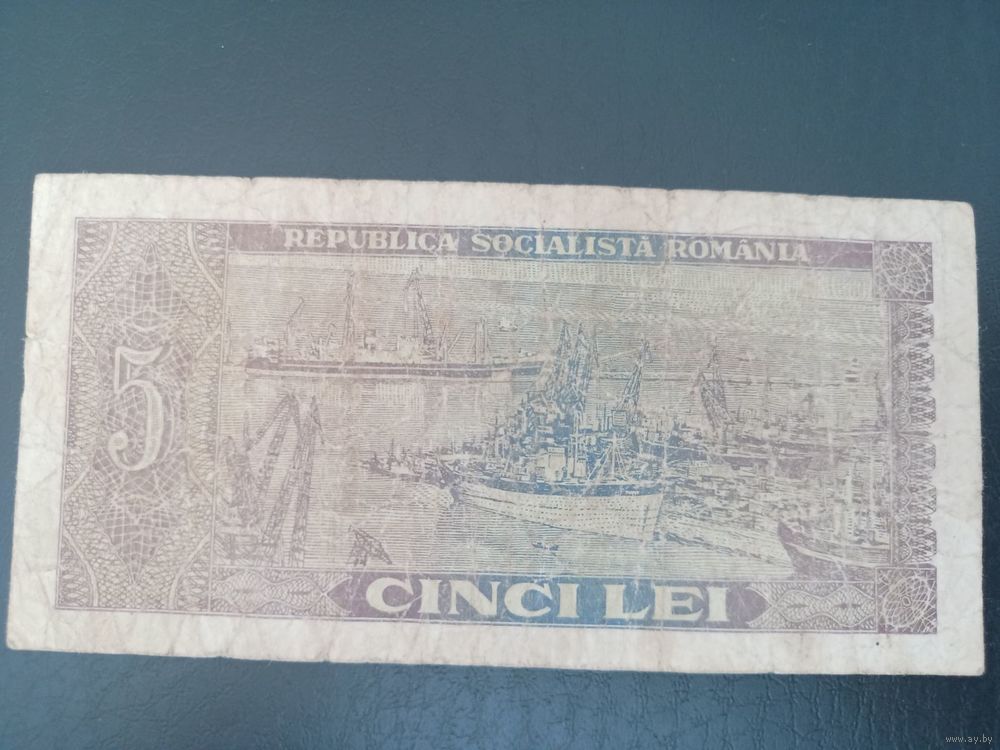 REPUBLICA SOCIALISTĂ ROMÂNIA
5
CINCI LEI
www.ay.by